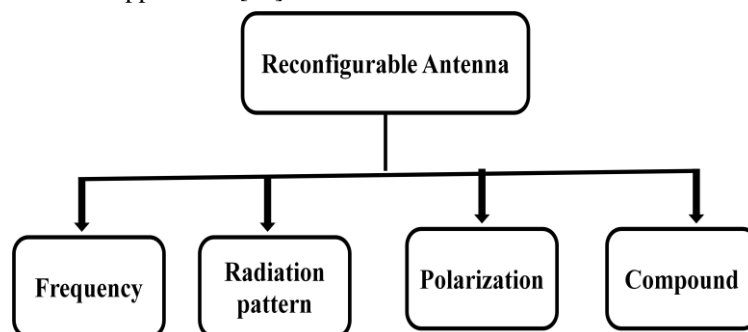 Reconfigurable Antenna
Frequency
Radiation
pattern
Polarization
Compound